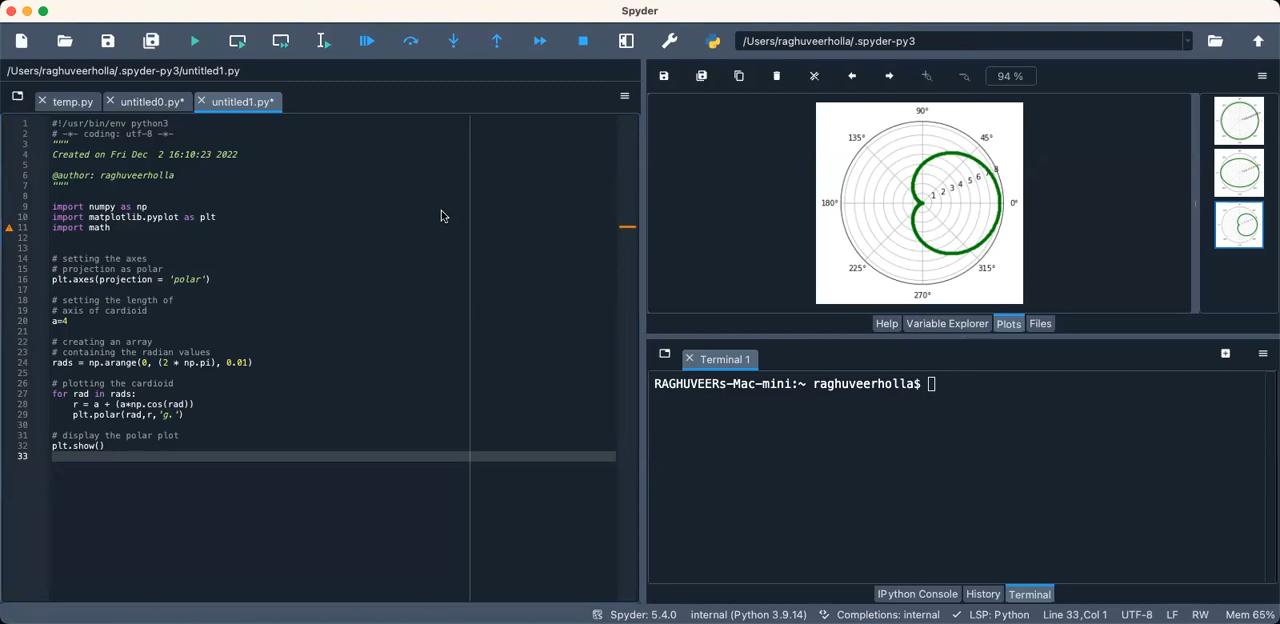 Spyder
/Users/raghuveerholla/.spyder-py3
/Users/raghuveerholla/.spyder-py3/untitled1.py
temp.py
untitled0.py*
untitled1.py*
1 #!/usr/bin/env python3
2 # -*- coding: utf-8 -*-
3 """
4 Created on Fri Dec  2 16:10:23 2022
5
6 @author: raghuveerholla
7 """
8
9 import numpy as np
10 import matplotlib.pyplot as plt
11 import math
12
13
14 # setting the axes
15 # projection as polar
16 plt.axes(projection = 'polar')
17
18 # setting the length of
19 # axis of cardioid
20 a=4
21
22 # creating an array
23 # containing the radian values
24 rads = np.arange(0, (2 * np.pi), 0.01)
25
26 # plotting the cardioid
27 for rad in rads:
28     r = a + (a*np.cos(rad))
29     plt.polar(rad,r,'g.')
30
31 # display the polar plot
32 plt.show()
33
94 %
90°
135° 45°
1 2 3 4 5 6 7 8
180° 0°
225° 315°
270°
Help Variable Explorer Plots Files
Terminal 1
RAGHUVEERs-Mac-mini:~ raghuveerholla$
IPython Console History Terminal
Spyder: 5.4.0 internal (Python 3.9.14) Completions: internal LSP: Python Line 33,Col 1 UTF-8 LF RW Mem 65%